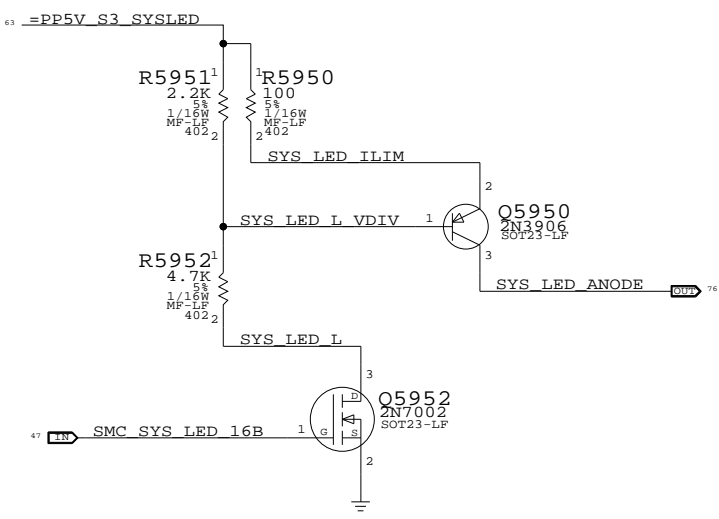 63 =PP5V_S3_SYSLED
1 1
R5951 R5950
2.2K 100
5% 5%
1/16W 1/16W
MF-LF MF-LF
402 402
2 2
SYS_LED_ILIM
2
Q5950
2N3906
SOT23-LF
SYS_LED_L_VDIV 1
3
1
R5952
4.7K
5%
1/16W
MF-LF
402
2
SYS_LED_ANODE OUT 76
SYS_LED_L
3
D
Q5952
2N7002
SOT23-LF
47 IN SMC_SYS_LED_16B 1 G S
2